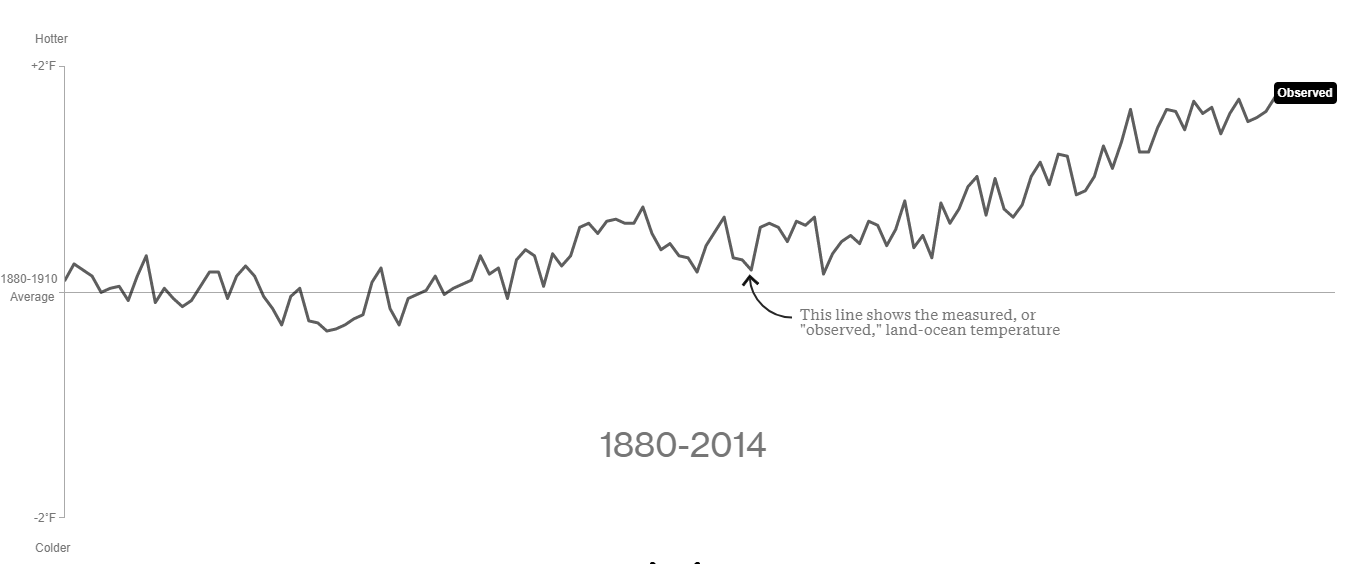 Hotter
+2°F
Observed
1880-1910
Average
This line shows the measured, or
"observed," land-ocean temperature
1880-2014
-2°F
Colder